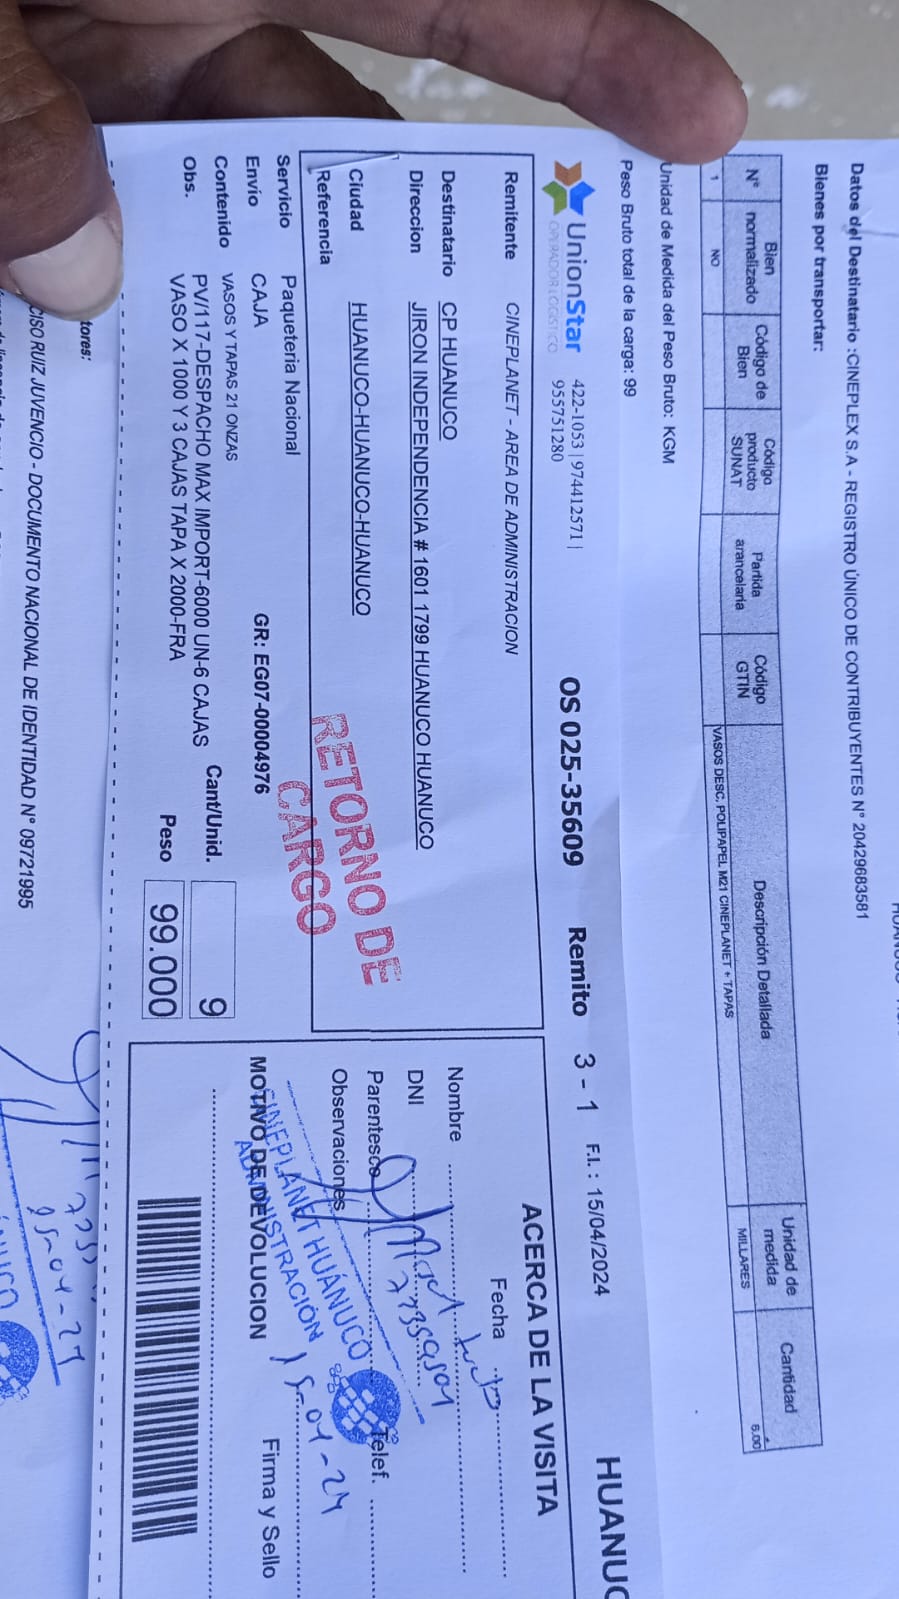 HUANUCO
Datos del Destinatario :CINEPLEX S.A - REGISTRO ÚNICO DE CONTRIBUYENTES N° 20429683581
Bienes por transportar:
N° Bien normalizado Código de Bien Código producto SUNAT Partida arancelaria Código GTIN Descripción Detallada Unidad de medida Cantidad
1 NO VASOS DESC. POLIPAPEL M21 CINEPLANET + TAPAS MILLARES 6.00
Unidad de Medida del Peso Bruto: KGM
Peso Bruto total de la carga: 99
UnionStar
OPERADOR LOGISTICO
422-1053 | 974412571 |
955751280
OS 025-35609 Remito 3 - 1 F.I. : 15/04/2024 HUANUC
Remitente CINEPLANET - AREA DE ADMINISTRACION
Destinatario CP HUANUCO
Direccion JIRON INDEPENDENCIA # 1601 1799 HUANUCO HUANUCO
Ciudad HUANUCO-HUANUCO-HUANUCO
Referencia
RETORNO DE
CARGO
Servicio Paqueteria Nacional
Envio CAJA GR: EG07-00004976
Contenido VASOS Y TAPAS 21 ONZAS Cant/Unid. 9
Obs. PV/117-DESPACHO MAX IMPORT-6000 UN-6 CAJAS
VASO X 1000 Y 3 CAJAS TAPA X 2000-FRA Peso 99.000
ACERCA DE LA VISITA
Fecha
Nombre
DNI
Parentesco Telef.
Observaciones
CINEPLANET HUÁNUCO
ADMINISTRACIÓN
15-04-24
MOTIVO DE DEVOLUCION Firma y Sello
tores:
CISO RUIZ JUVENCIO - DOCUMENTO NACIONAL DE IDENTIDAD N° 09721995